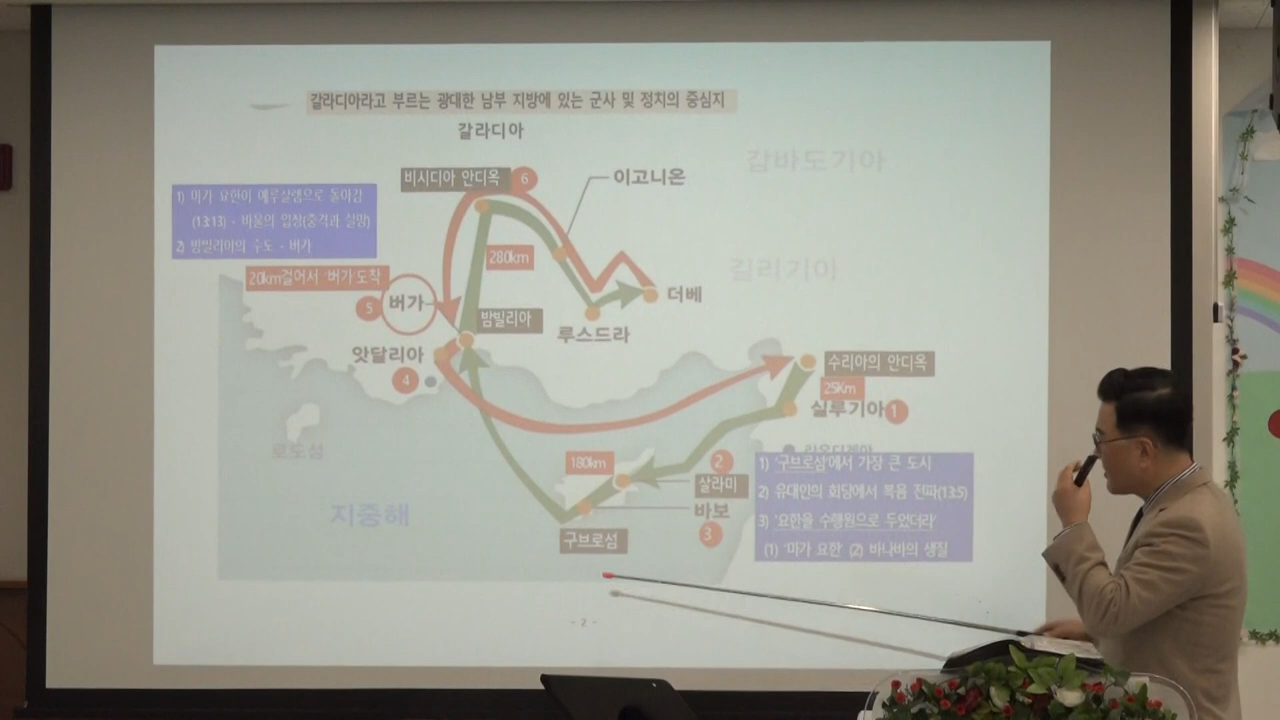 갈라디아라고 부르는 광대한 남부 지방에 있는 군사 및 정치의 중심지
갈라디아
갑바도기아
비시디아 안디옥
6
이고니온
1) 마가 요한이 예루살렘으로 돌아감
(13:13) - 바울의 입장(충격과 실망)
2) 밤빌리아의 수도 - 버가
280km
길리기아
20km걸어서 '버가'도착
5
버가
더베
밤빌리아
루스드라
앗달리아
4
수리아의 안디옥
25Km
실루기아
1
로도섬
라오디게아
180km
2
살라미
지중해
바보
3
구브로섬
1) '구브로섬'에서 가장 큰 도시
2) 유대인의 회당에서 복음 전파(13:5)
3) '요한을 수행원으로 두었더라'
(1) '마가 요한' (2) 바나바의 생질
- 2 -